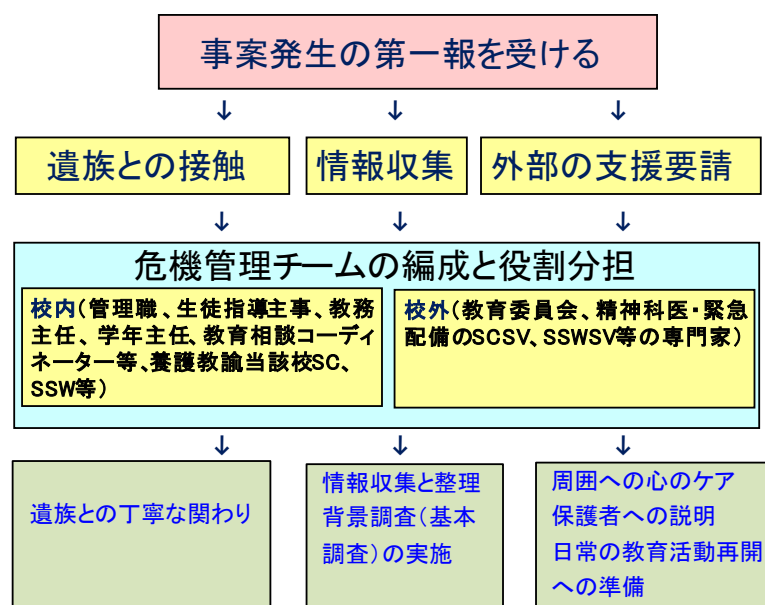 事案発生の第一報を受ける
↓ ↓ ↓
遺族との接触 情報収集 外部の支援要請
↓ ↓ ↓
危機管理チームの編成と役割分担
校内(管理職、生徒指導主事、教務
主任、学年主任、教育相談コーディ
ネーター等、養護教諭当該校SC、
SSW等)
校外(教育委員会、精神科医・緊急
配備のSCSV、SSWSV等の専門家)
↓ ↓ ↓
遺族との丁寧な関わり
情報収集と整理
背景調査(基本
調査)の実施
周囲への心のケア
保護者への説明
日常の教育活動再開
への準備